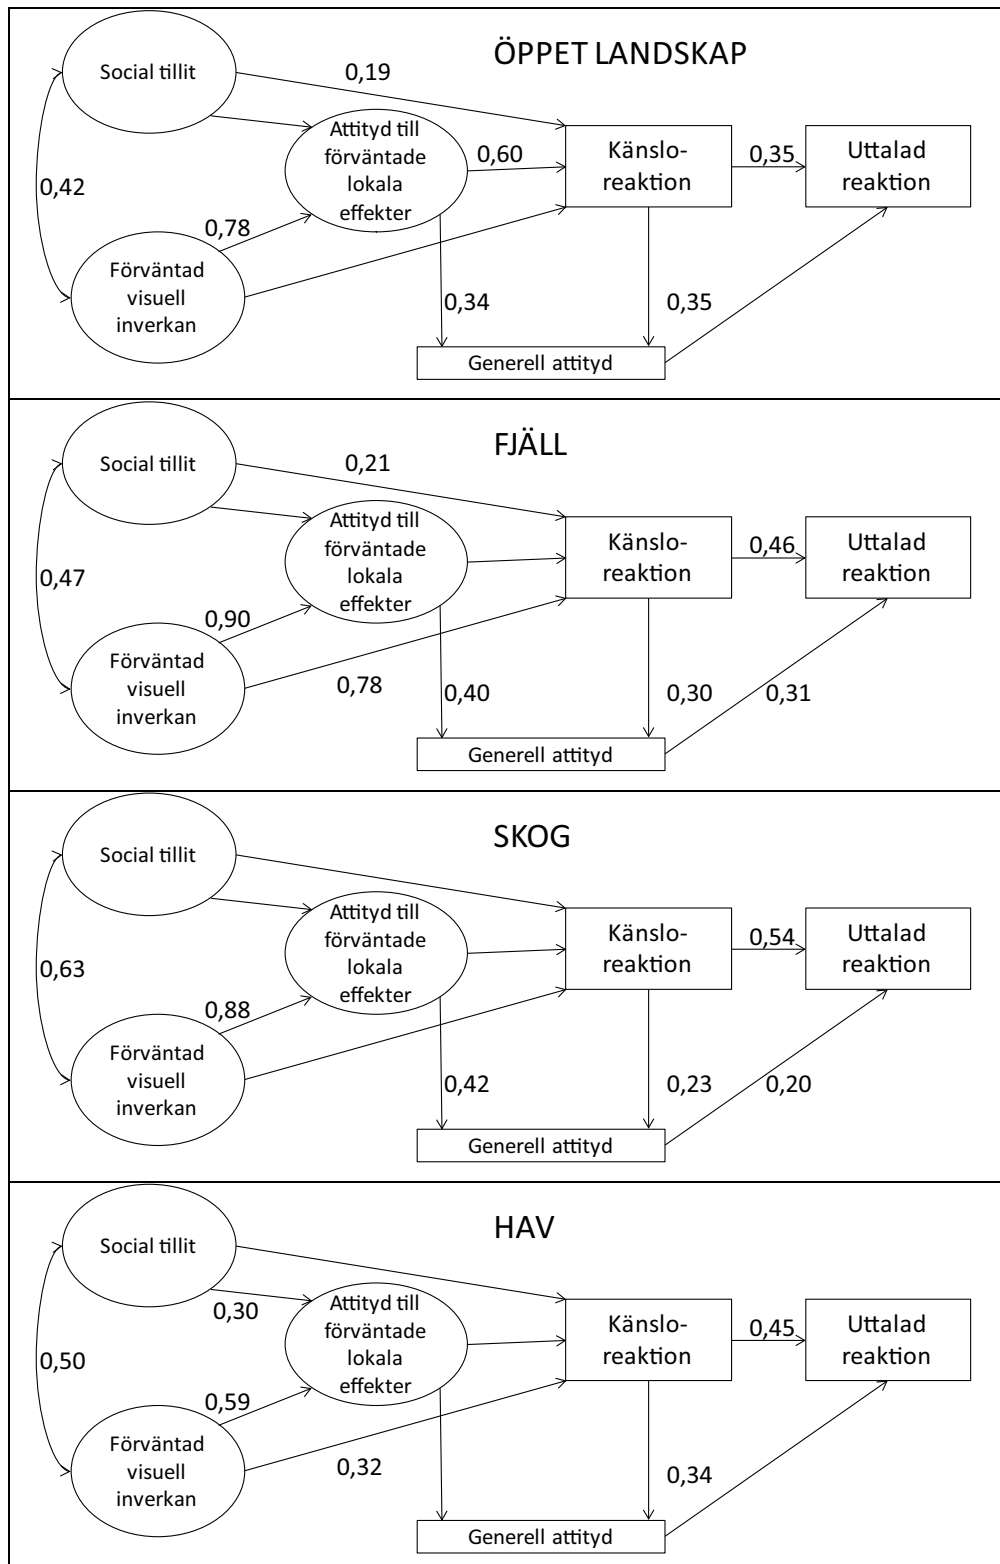 ÖPPET LANDSKAP
Social tillit
0,19
Attityd till
förväntade
lokala
effekter
0,60
Känslo-
reaktion
0,35
Uttalad
reaktion
0,42
0,78
Förväntad
visuell
inverkan
0,34
0,35
Generell attityd
FJÄLL
Social tillit
0,21
Attityd till
förväntade
lokala
effekter
Känslo-
reaktion
0,46
Uttalad
reaktion
0,47
0,90
Förväntad
visuell
inverkan
0,78
0,40
0,30
0,31
Generell attityd
SKOG
Social tillit
Attityd till
förväntade
lokala
effekter
Känslo-
reaktion
0,54
Uttalad
reaktion
0,63
0,88
Förväntad
visuell
inverkan
0,42
0,23
0,20
Generell attityd
HAV
Social tillit
0,30
Attityd till
förväntade
lokala
effekter
Känslo-
reaktion
0,45
Uttalad
reaktion
0,50
0,59
Förväntad
visuell
inverkan
0,32
0,34
Generell attityd